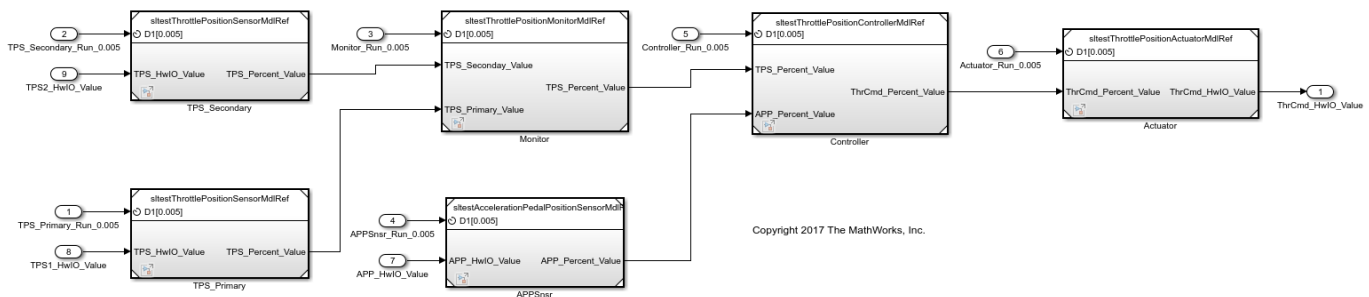 sltestThrottlePositionSensorMdlRef
2
D1[0.005]
TPS_Secondary_Run_0.005
9
TPS_HwIO_Value
TPS_Percent_Value
TPS2_HwIO_Value
TPS_Secondary
sltestThrottlePositionMonitorMdlRef
3
D1[0.005]
Monitor_Run_0.005
TPS_Seconday_Value
TPS_Percent_Value
TPS_Primary_Value
Monitor
sltestThrottlePositionControllerMdlRef
5
D1[0.005]
Controller_Run_0.005
TPS_Percent_Value
ThrCmd_Percent_Value
APP_Percent_Value
Controller
sltestThrottlePositionActuatorMdlRef
6
D1[0.005]
Actuator_Run_0.005
ThrCmd_Percent_Value
ThrCmd_HwIO_Value
1
ThrCmd_HwIO_Value
Actuator
sltestThrottlePositionSensorMdlRef
1
D1[0.005]
TPS_Primary_Run_0.005
8
TPS_HwIO_Value
TPS_Percent_Value
TPS1_HwIO_Value
TPS_Primary
sltestAccelerationPedalPositionSensorMdlR
4
D1[0.005]
APPSnsr_Run_0.005
7
APP_HwIO_Value
APP_Percent_Value
APP_HwIO_Value
APPSnsr
Copyright 2017 The MathWorks, Inc.